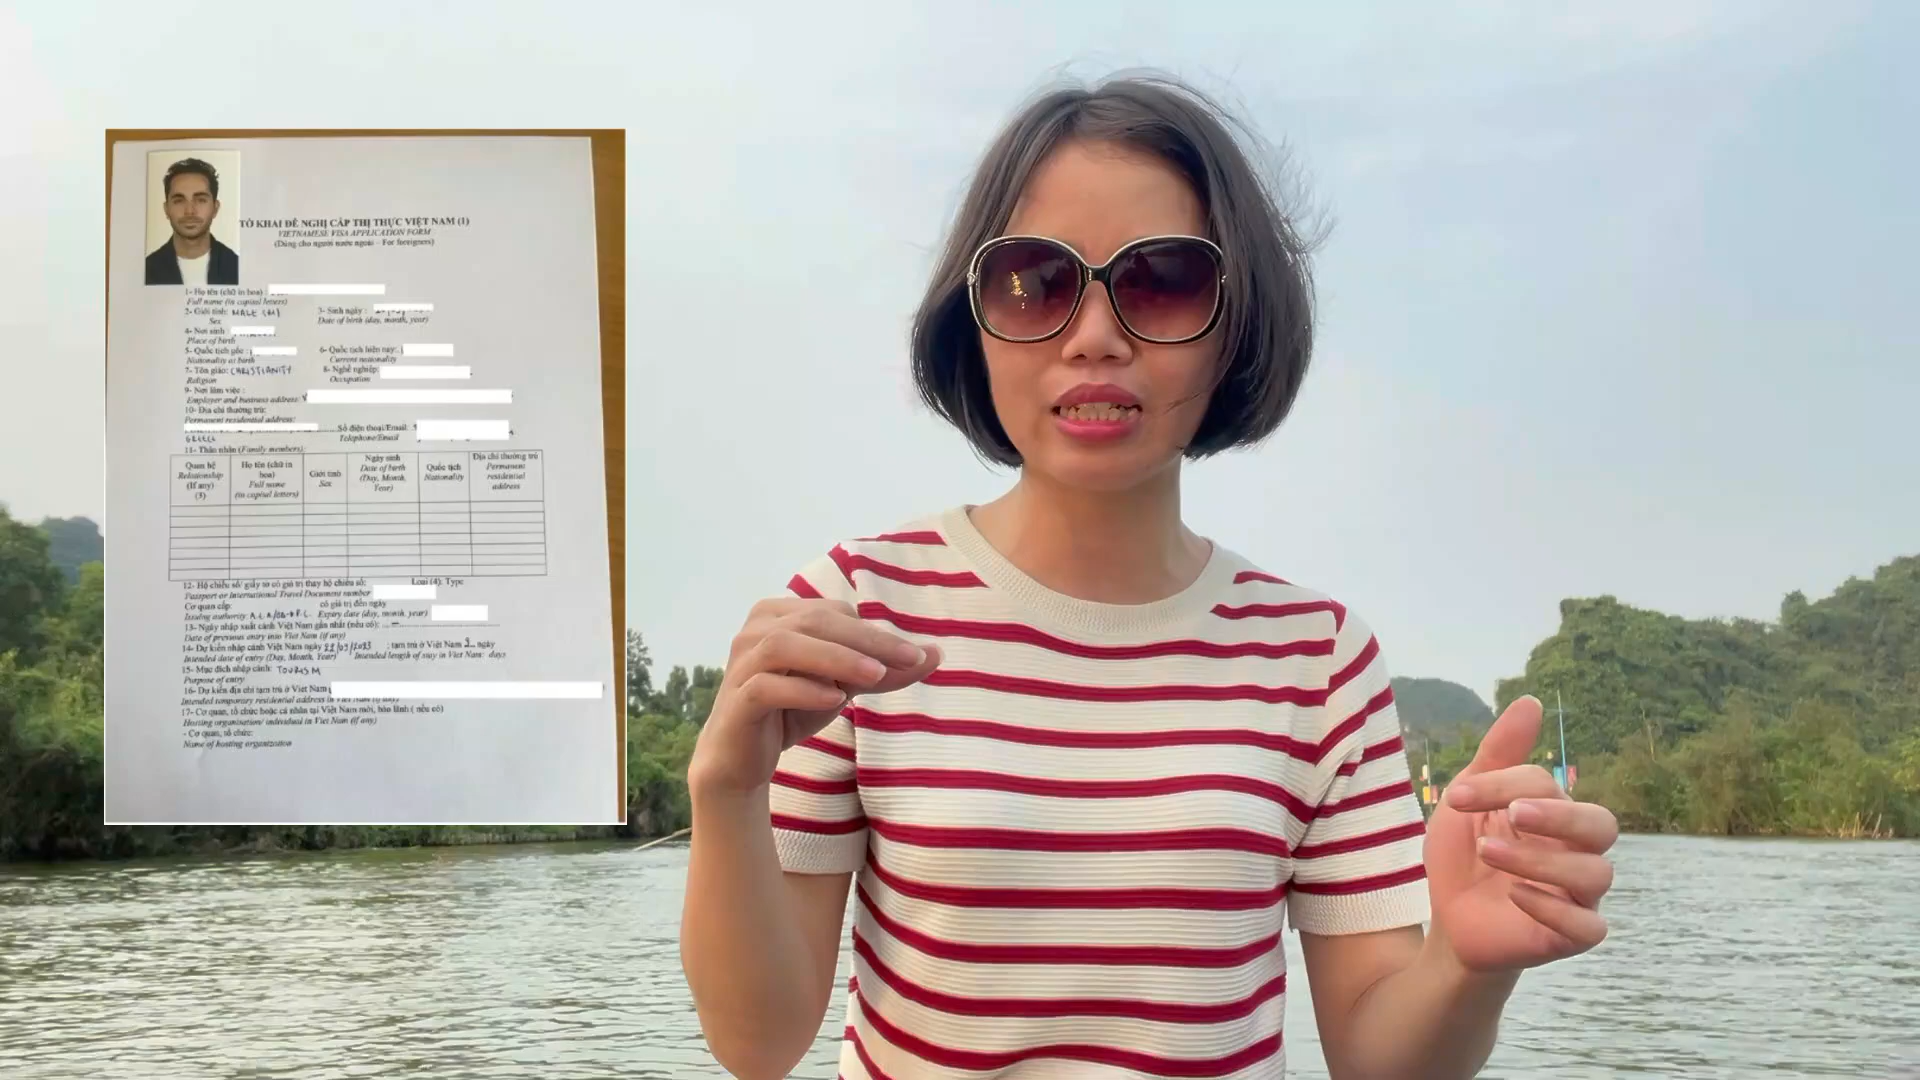 TỜ KHAI ĐỀ NGHỊ CẤP THỊ THỰC VIỆT NAM (1)
VIETNAMESE VISA APPLICATION FORM
(Dùng cho người nước ngoài – For foreigners)
1- Họ tên (chữ in hoa) :
Full name (in capital letters)
2- Giới tính: MALE (M) 3- Sinh ngày :
Sex Date of birth (day, month, year)
4- Nơi sinh :
Place of birth
5- Quốc tịch gốc : 6- Quốc tịch hiện nay:
Nationality at birth Current nationality
7- Tôn giáo: CHRISTIANITY 8- Nghề nghiệp:
Religion Occupation
9- Nơi làm việc :
Employer and business address:
10- Địa chỉ thường trú:
Permanent residential address:
Số điện thoại/Email:
Telephone/Email
11- Thân nhân (Family members):
Quan hệ Relationship (If any) (3) Họ tên (chữ in hoa) Full name (in capital letters) Giới tính Sex Ngày sinh Date of birth (Day, Month, Year) Quốc tịch Nationality Địa chỉ thường trú Permanent residential address
12- Hộ chiếu số/ giấy tờ có giá trị thay hộ chiếu số: Loại (4): Type
Passport or International Travel Document number
Cơ quan cấp: có giá trị đến ngày
Issuing authority: Expiry date (day, month, year)
13- Ngày nhập xuất cảnh Việt Nam gần nhất (nếu có):
Date of previous entry into Viet Nam (if any)
14- Dự kiến nhập cảnh Việt Nam ngày ; tạm trú ở Việt Nam ngày
Intended date of entry (Day, Month, Year) Intended length of stay in Viet Nam: days
15- Mục đích nhập cảnh: TOURISM
Purpose of entry
16- Dự kiến địa chỉ tạm trú ở Việt Nam
Intended temporary residential address in Viet Nam (if any)
17- Cơ quan, tổ chức hoặc cá nhân tại Việt Nam mời, bảo lãnh ( nếu có)
Hosting organisation/ individual in Viet Nam (if any)
- Cơ quan, tổ chức:
Name of hosting organization